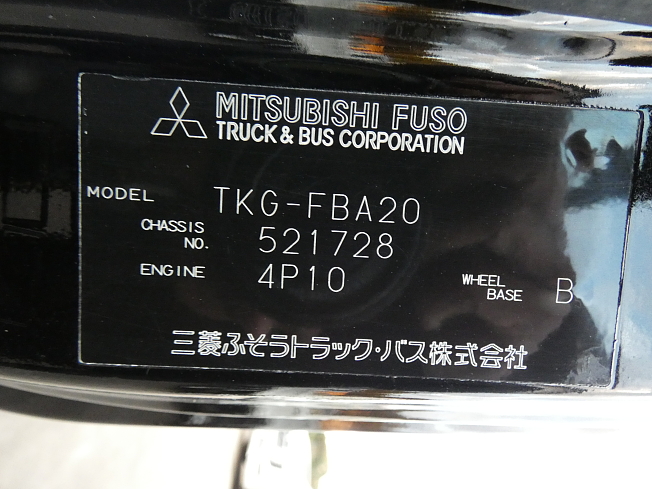 MITSUBISHI FUSO
TRUCK & BUS CORPORATION
MODEL TKG-FBA20
CHASSIS NO. 521728
ENGINE 4P10 WHEEL BASE B
三菱ふそうトラック・バス株式会社